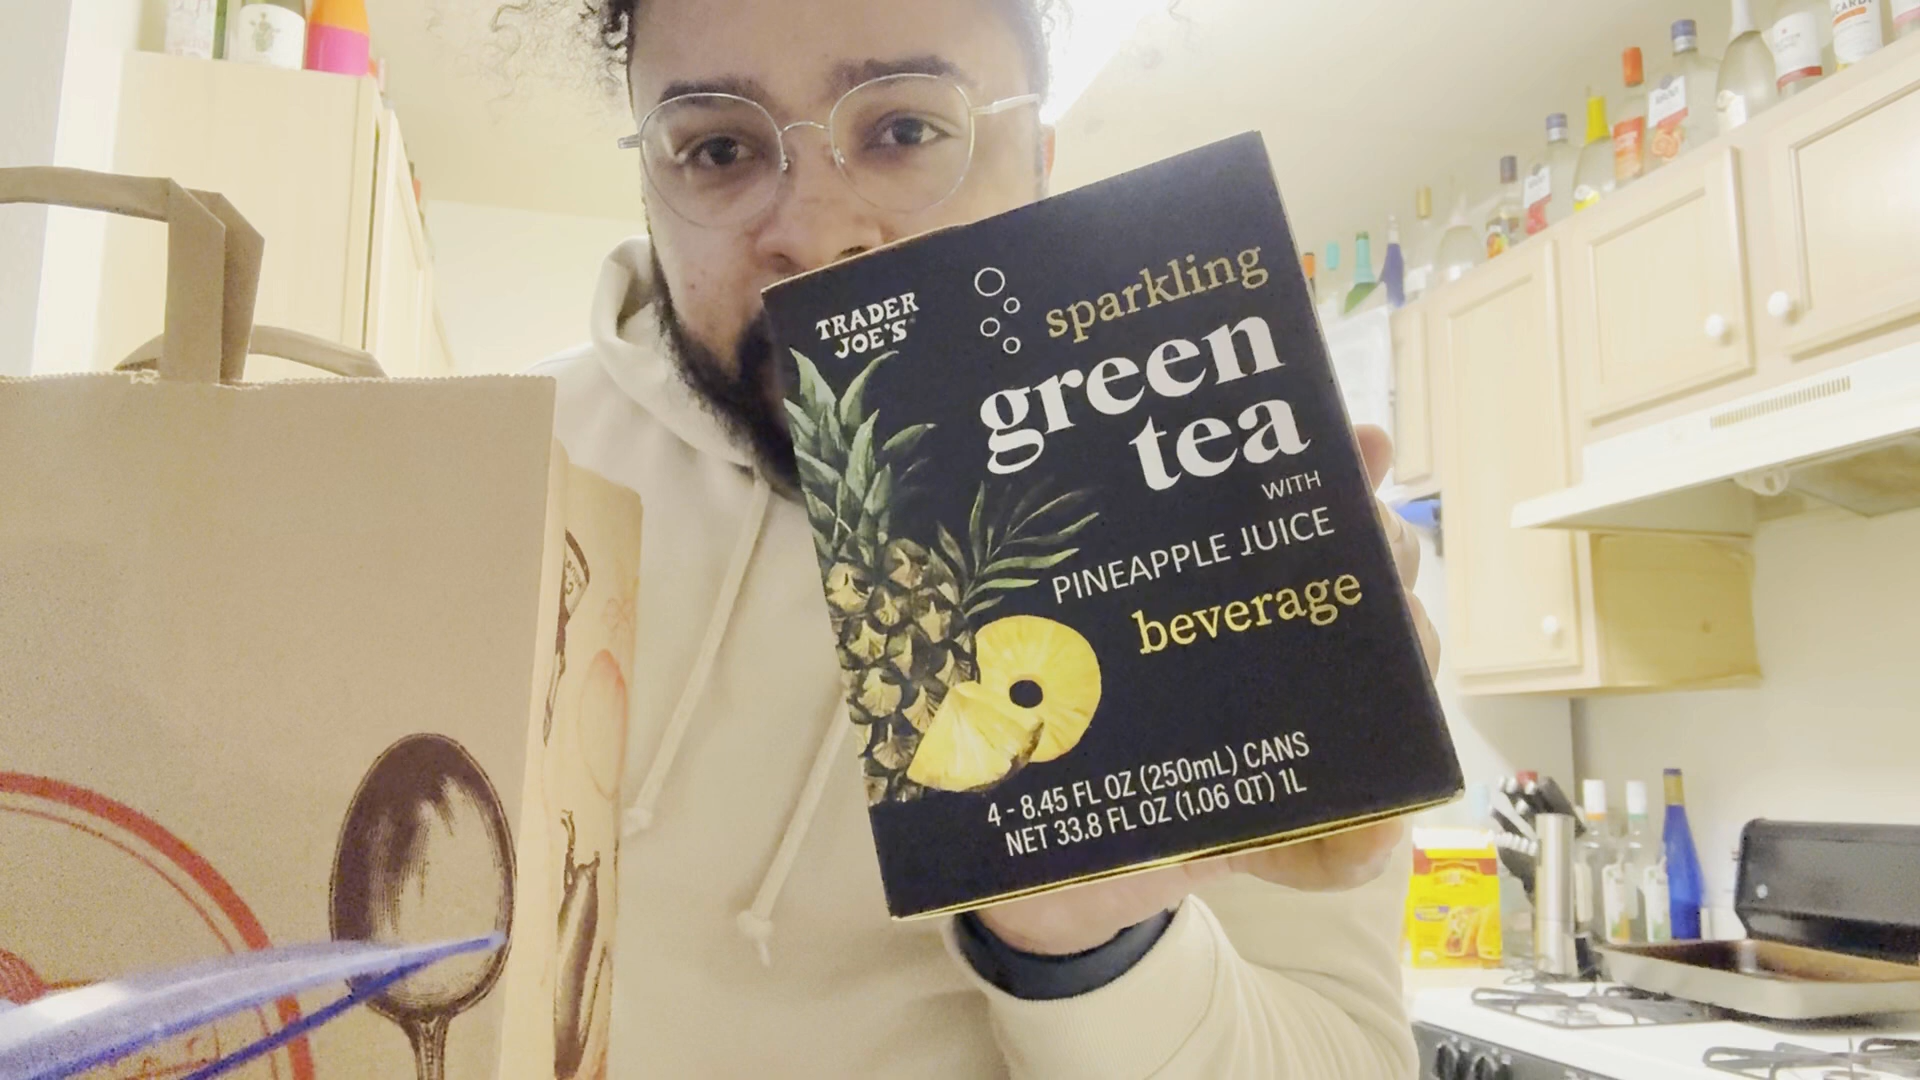 TRADER
JOE'S
sparkling
green
tea
WITH
PINEAPPLE JUICE
beverage
4 - 8.45 FL OZ (250mL) CANS
NET 33.8 FL OZ (1.06 QT) 1L